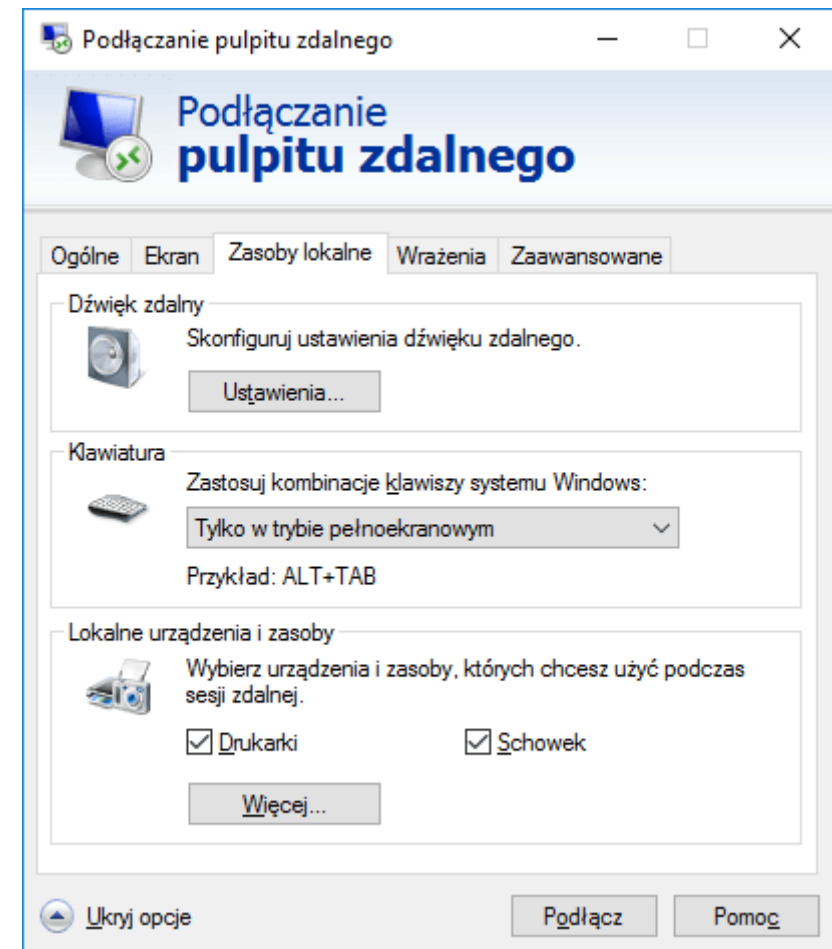 Podłączanie pulpitu zdalnego
Podłączanie
pulpitu zdalnego
Ogólne Ekran Zasoby lokalne Wrażenia Zaawansowane
Dźwięk zdalny
Skonfiguruj ustawienia dźwięku zdalnego.
Ustawienia...
Klawiatura
Zastosuj kombinacje klawiszy systemu Windows:
Tylko w trybie pełnoekranowym
Przykład: ALT+TAB
Lokalne urządzenia i zasoby
Wybierz urządzenia i zasoby, których chcesz użyć podczas
sesji zdalnej.
Drukarki Schowek
Więcej...
Ukryj opcje Podłącz Pomoc